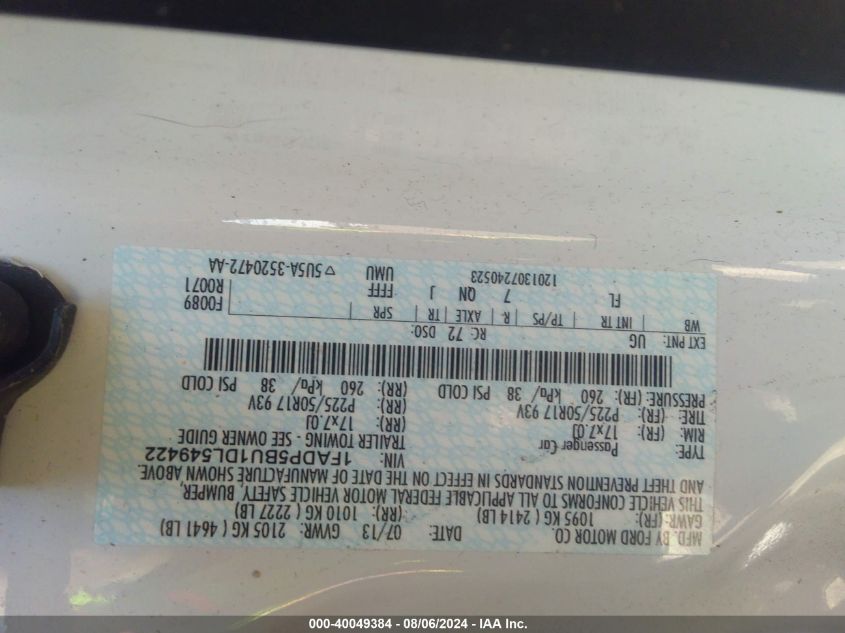 MFD. BY FORD MOTOR CO. DATE: 07/13 GVWR: 2105 KG ( 4641 LB)
GAWR: (FR): 1095 KG ( 2414 LB) (RR): 1010 KG ( 2227 LB)
THIS VEHICLE CONFORMS TO ALL APPLICABLE FEDERAL MOTOR VEHICLE SAFETY, BUMPER,
AND THEFT PREVENTION STANDARDS IN EFFECT ON THE DATE OF MANUFACTURE SHOWN ABOVE.
VIN: 1FADP5BU1DL549422
TYPE: Passenger Car TRAILER TOWING - SEE OWNER GUIDE
RIM: (FR): 17x7.0J (RR): 17x7.0J
TIRE: (FR): P225/50R17 93V (RR): P225/50R17 93V
PRESSURE: (FR): 260 kPa/ 38 PSI COLD (RR): 260 kPa/ 38 PSI COLD
EXT PNT: UG RC: 72 DSO: F0089
WB | INT TR | TP/PS | R | AXLE | TR | SPR R0071
FL 7 QN J FFFF
1201307240523 UMU ▽ 5U5A-3520472-AA
000-40049384 - 08/06/2024 - IAA Inc.